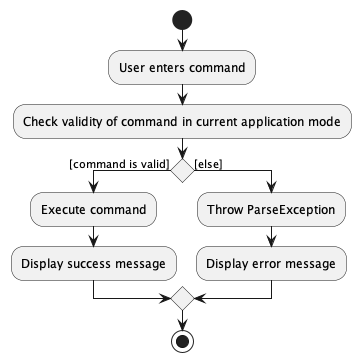 User enters command
Check validity of command in current application mode
[command is valid]
[else]
Execute command
Throw ParseException
Display success message
Display error message